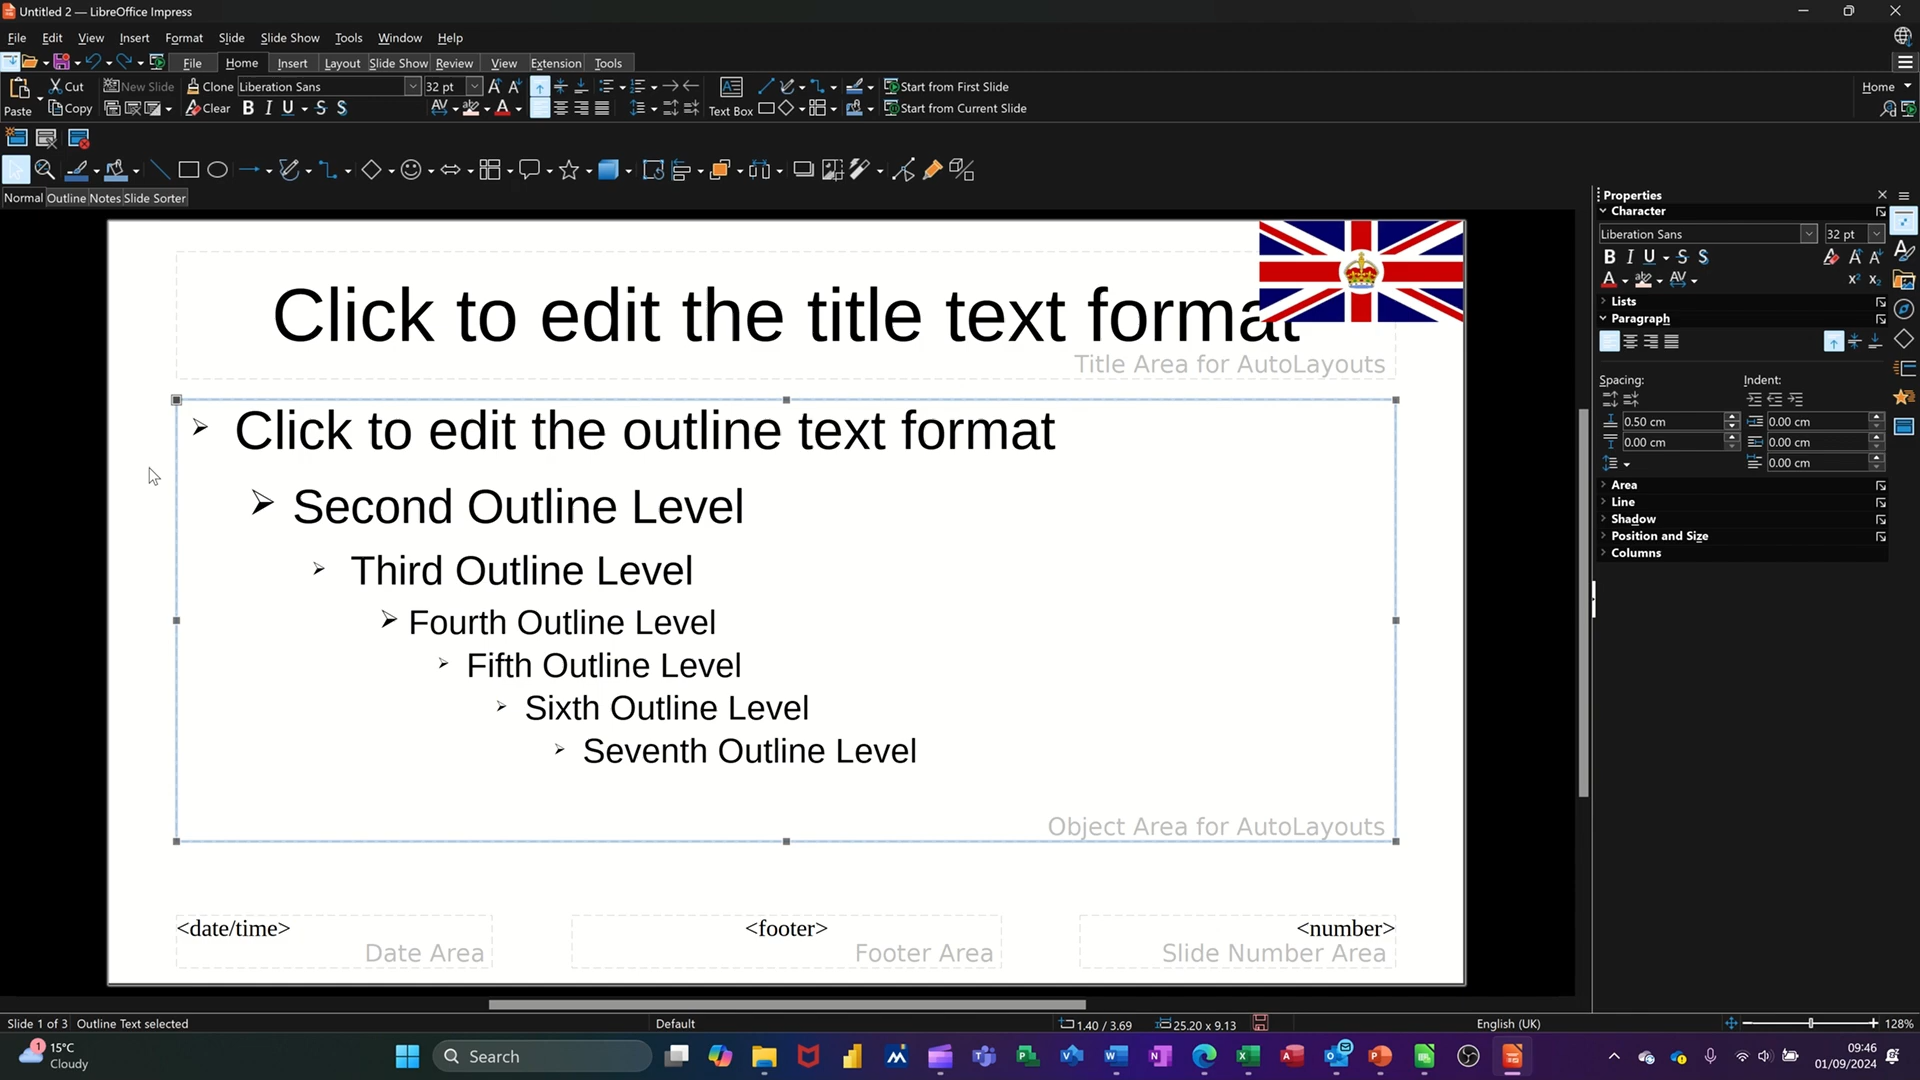 Untitled 2 — LibreOffice Impress
File Edit View Insert Format Slide Slide Show Tools Window Help
File Home Insert Layout Slide Show Review View Extension Tools
Paste Cut Copy New Slide Clone Clear Liberation Sans 32 pt Text Box Start from First Slide Home
Start from Current Slide
Normal Outline Notes Slide Sorter
Click to edit the title text format
Title Area for AutoLayouts
Click to edit the outline text format
Second Outline Level
Third Outline Level
Fourth Outline Level
Fifth Outline Level
Sixth Outline Level
Seventh Outline Level
Object Area for AutoLayouts
<date/time>
Date Area
<footer>
Footer Area
<number>
Slide Number Area
Properties
Character
Liberation Sans 32 pt
Lists
Paragraph
Spacing: Indent:
0.50 cm 0.00 cm
0.00 cm 0.00 cm
0.00 cm
Area
Line
Shadow
Position and Size
Columns
Slide 1 of 3 Outline Text selected Default 1.40 / 3.69 25.20 x 9.13 English (UK) 128%
1 15°C
Cloudy
Search
09:46
01/09/2024